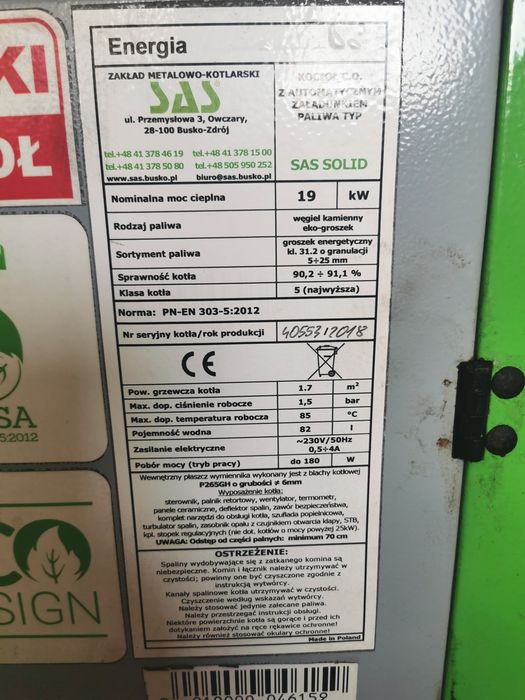 KI
OŁ
SA
5:2012
CO
SIGN
Energia
ZAKŁAD METALOWO-KOTLARSKI
SAS
ul. Przemysłowa 3, Owczary,
28-100 Busko-Zdrój
tel.+48 41 378 46 19 tel.+48 41 378 15 00
tel.+48 41 378 50 80 tel.+48 505 950 252
www.sas.busko.pl biuro@sas.busko.pl
KOCIOŁ C.O.
Z AUTOMATYCZNYM
ZAŁADUNKIEM
PALIWA TYP
SAS SOLID
Nominalna moc cieplna 19 kW
Rodzaj paliwa węgiel kamienny
eko-groszek
Sortyment paliwa groszek energetyczny
kl. 31.2 o granulacji
5÷25 mm
Sprawność kotła 90,2 ÷ 91,1 %
Klasa kotła 5 (najwyższa)
Norma: PN-EN 303-5:2012
Nr seryjny kotła/rok produkcji 405531 2018
CE
Pow. grzewcza kotła 1.7 m²
Max. dop. ciśnienie robocze 1,5 bar
Max. dop. temperatura robocza 85 °C
Pojemność wodna 82 l
Zasilanie elektryczne ~230V/50Hz
0,5÷4A
Pobór mocy (tryb pracy) do 180 W
Wewnętrzny płaszcz wymiennika wykonany jest z blachy kotłowej
P265GH o grubości ≠ 6mm
Wyposażenie kotła:
sterownik, palnik retortowy, wentylator, termometr,
panele ceramiczne, deflektor spalin, zawór bezpieczeństwa,
komplet narzędzi do obsługi kotła, szuflada popielnicowa,
turbulator spalin, zasobnik opału z czujnikiem otwarcia klapy, STB,
kpl. stopek regulacyjnych (nie dot. kotłów o mocy powyżej 25kW).
UWAGA: Odstęp od części palnych: minimum 70 cm
OSTRZEŻENIE:
Spaliny wydobywające się z zatkanego komina są
niebezpieczne. Komin i łącznik należy utrzymywać w
czystości; powinny one być czyszczone zgodnie z
instrukcją wytwórcy.
Kanały spalinowe kotła utrzymywać w czystości.
Czyszczenie według wskazań wytwórcy.
Należy stosować jedynie zalecane paliwa.
Należy przestrzegać instrukcji obsługi.
Niektóre powierzchnie kotła są gorące i przed ich
dotykaniem założyć na ręce rękawice ochronne!
Należy również stosować okulary ochronne!
Made in Poland